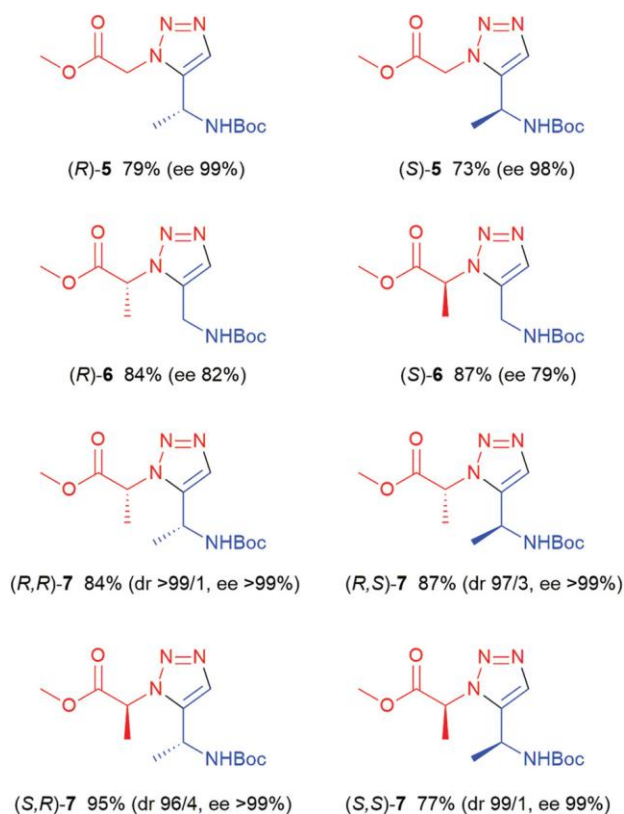 O N=N N
O N
NHBoc
O N=N N
O N
NHBoc
(R)-5 79% (ee 99%)
(S)-5 73% (ee 98%)
O N=N N
O N
NHBoc
O N=N N
O N
NHBoc
(R)-6 84% (ee 82%)
(S)-6 87% (ee 79%)
O N=N N
O N
NHBoc
O N=N N
O N
NHBoc
(R,R)-7 84% (dr >99/1, ee >99%)
(R,S)-7 87% (dr 97/3, ee >99%)
O N=N N
O N
NHBoc
O N=N N
O N
NHBoc
(S,R)-7 95% (dr 96/4, ee >99%)
(S,S)-7 77% (dr 99/1, ee 99%)